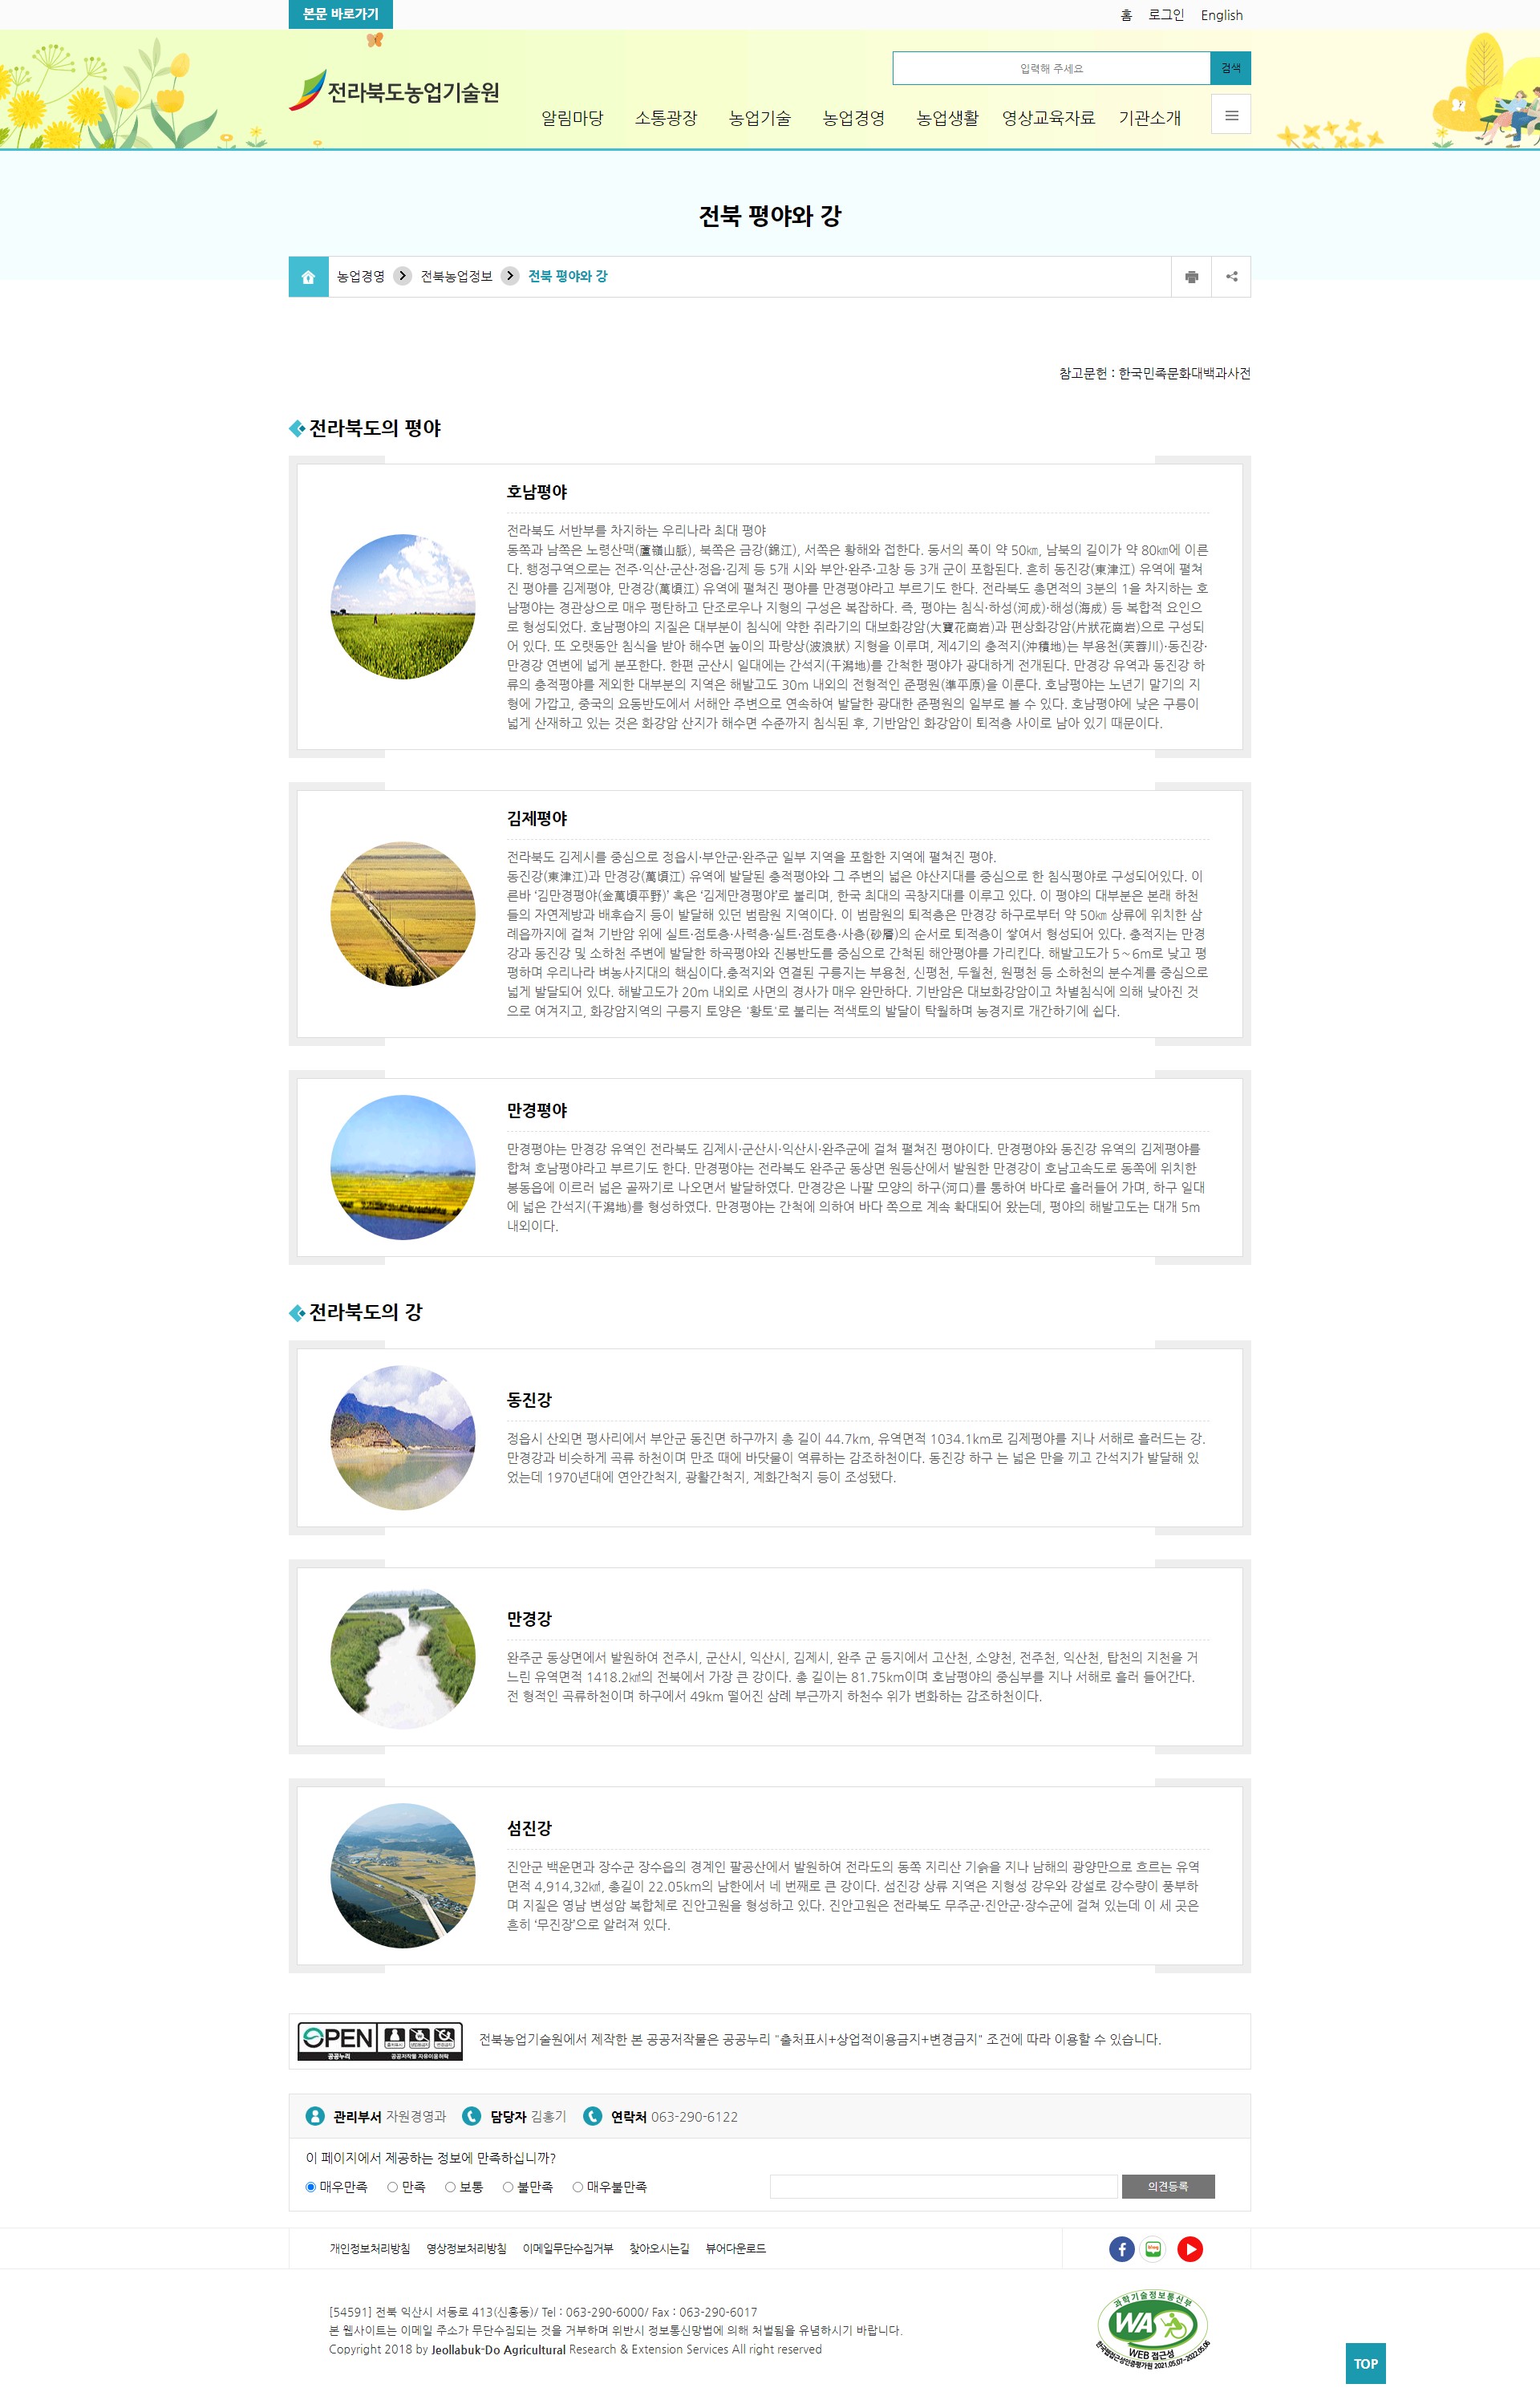 본문 바로가기
홈 로그인 English
전라북도농업기술원
입력해 주세요 검색
알림마당 소통광장 농업기술 농업경영 농업생활 영상교육자료 기관소개
전북 평야와 강
농업경영 전북농업정보 전북 평야와 강
참고문헌 : 한국민족문화대백과사전
전라북도의 평야
호남평야
전라북도 서반부를 차지하는 우리나라 최대 평야
동쪽과 남쪽은 노령산맥(蘆嶺山脈), 북쪽은 금강(錦江), 서쪽은 황해와 접한다. 동서의 폭이 약 50㎞, 남북의 길이가 약 80㎞에 이른
다. 행정구역으로는 전주·익산·군산·정읍·김제 등 5개 시와 부안·완주·고창 등 3개 군이 포함된다. 흔히 동진강(東津江) 유역에 펼쳐
진 평야를 김제평야, 만경강(萬頃江) 유역에 펼쳐진 평야를 만경평야라고 부르기도 한다. 전라북도 총면적의 3분의 1을 차지하는 호
남평야는 경관상으로 매우 평탄하고 단조로우나 지형의 구성은 복잡하다. 즉, 평야는 침식·하성(河成)·해성(海成) 등 복합적 요인으
로 형성되었다. 호남평야의 지질은 대부분이 침식에 약한 쥐라기의 대보화강암(大寶花崗岩)과 편상화강암(片狀花崗岩)으로 구성되
어 있다. 또 오랫동안 침식을 받아 해수면 높이의 파랑상(波浪狀) 지형을 이루며, 제4기의 충적지(沖積地)는 부용천(芙蓉川)·동진강·
만경강 연변에 넓게 분포한다. 한편 군산시 일대에는 간석지(干潟地)를 간척한 평야가 광대하게 전개된다. 만경강 유역과 동진강 하
류의 충적평야를 제외한 대부분의 지역은 해발고도 30m 내외의 전형적인 준평원(準平原)을 이룬다. 호남평야는 노년기 말기의 지
형에 가깝고, 중국의 요동반도에서 서해안 주변으로 연속하여 발달한 광대한 준평원의 일부로 볼 수 있다. 호남평야에 낮은 구릉이
넓게 산재하고 있는 것은 화강암 산지가 해수면 수준까지 침식된 후, 기반암인 화강암이 퇴적층 사이로 남아 있기 때문이다.
김제평야
전라북도 김제시를 중심으로 정읍시·부안군·완주군 일부 지역을 포함한 지역에 펼쳐진 평야.
동진강(東津江)과 만경강(萬頃江) 유역에 발달된 충적평야와 그 주변의 넓은 야산지대를 중심으로 한 침식평야로 구성되어있다. 이
른바 ‘김만경평야(金萬頃平野)’ 혹은 ‘김제만경평야’로 불리며, 한국 최대의 곡창지대를 이루고 있다. 이 평야의 대부분은 본래 하천
들의 자연제방과 배후습지 등이 발달해 있던 범람원 지역이다. 이 범람원의 퇴적층은 만경강 하구로부터 약 50㎞ 상류에 위치한 삼
례읍까지에 걸쳐 기반암 위에 실트·점토층·사력층·실트·점토층·사층(砂層)의 순서로 퇴적층이 쌓여서 형성되어 있다. 충적지는 만경
강과 동진강 및 소하천 주변에 발달한 하곡평야와 진봉반도를 중심으로 간척된 해안평야를 가리킨다. 해발고도가 5～6m로 낮고 평
평하며 우리나라 벼농사지대의 핵심이다.충적지와 연결된 구릉지는 부용천, 신평천, 두월천, 원평천 등 소하천의 분수계를 중심으로
넓게 발달되어 있다. 해발고도가 20m 내외로 사면의 경사가 매우 완만하다. 기반암은 대보화강암이고 차별침식에 의해 낮아진 것
으로 여겨지고, 화강암지역의 구릉지 토양은 '황토'로 불리는 적색토의 발달이 탁월하며 농경지로 개간하기에 쉽다.
만경평야
만경평야는 만경강 유역인 전라북도 김제시·군산시·익산시·완주군에 걸쳐 펼쳐진 평야이다. 만경평야와 동진강 유역의 김제평야를
합쳐 호남평야라고 부르기도 한다. 만경평야는 전라북도 완주군 동상면 원등산에서 발원한 만경강이 호남고속도로 동쪽에 위치한
봉동읍에 이르러 넓은 골짜기로 나오면서 발달하였다. 만경강은 나팔 모양의 하구(河口)를 통하여 바다로 흘러들어 가며, 하구 일대
에 넓은 간석지(干潟地)를 형성하였다. 만경평야는 간척에 의하여 바다 쪽으로 계속 확대되어 왔는데, 평야의 해발고도는 대개 5m
내외이다.
전라북도의 강
동진강
정읍시 산외면 평사리에서 부안군 동진면 하구까지 총 길이 44.7km, 유역면적 1034.1km로 김제평야를 지나 서해로 흘러드는 강.
만경강과 비슷하게 곡류 하천이며 만조 때에 바닷물이 역류하는 감조하천이다. 동진강 하구 는 넓은 만을 끼고 간석지가 발달해 있
었는데 1970년대에 연안간척지, 광활간척지, 계화간척지 등이 조성됐다.
만경강
완주군 동상면에서 발원하여 전주시, 군산시, 익산시, 김제시, 완주 군 등지에서 고산천, 소양천, 전주천, 익산천, 탑천의 지천을 거
느린 유역면적 1418.2㎢의 전북에서 가장 큰 강이다. 총 길이는 81.75km이며 호남평야의 중심부를 지나 서해로 흘러 들어간다.
전 형적인 곡류하천이며 하구에서 49km 떨어진 삼례 부근까지 하천수 위가 변화하는 감조하천이다.
섬진강
진안군 백운면과 장수군 장수읍의 경계인 팔공산에서 발원하여 전라도의 동쪽 지리산 기슭을 지나 남해의 광양만으로 흐르는 유역
면적 4,914,32㎢, 총길이 22.05km의 남한에서 네 번째로 큰 강이다. 섬진강 상류 지역은 지형성 강우와 강설로 강수량이 풍부하
며 지질은 영남 변성암 복합체로 진안고원을 형성하고 있다. 진안고원은 전라북도 무주군·진안군·장수군에 걸쳐 있는데 이 세 곳은
흔히 ‘무진장’으로 알려져 있다.
OPEN
공공누리 공공저작물 자유이용허락
전북농업기술원에서 제작한 본 공공저작물은 공공누리 "출처표시+상업적이용금지+변경금지" 조건에 따라 이용할 수 있습니다.
관리부서 자원경영과 담당자 김홍기 연락처 063-290-6122
이 페이지에서 제공하는 정보에 만족하십니까?
매우만족 만족 보통 불만족 매우불만족 의견등록
개인정보처리방침 영상정보처리방침 이메일무단수집거부 찾아오시는길 뷰어다운로드
[54591] 전북 익산시 서동로 413(신흥동)/ Tel : 063-290-6000/ Fax : 063-290-6017
본 웹사이트는 이메일 주소가 무단수집되는 것을 거부하며 위반시 정보통신망법에 의해 처벌됨을 유념하시기 바랍니다.
Copyright 2018 by Jeollabuk-Do Agricultural Research & Extension Services All right reserved
과학기술정보통신부
WA
WEB 접근성
한국웹접근성인증평가원 2021.05.07~2022.05.06
TOP